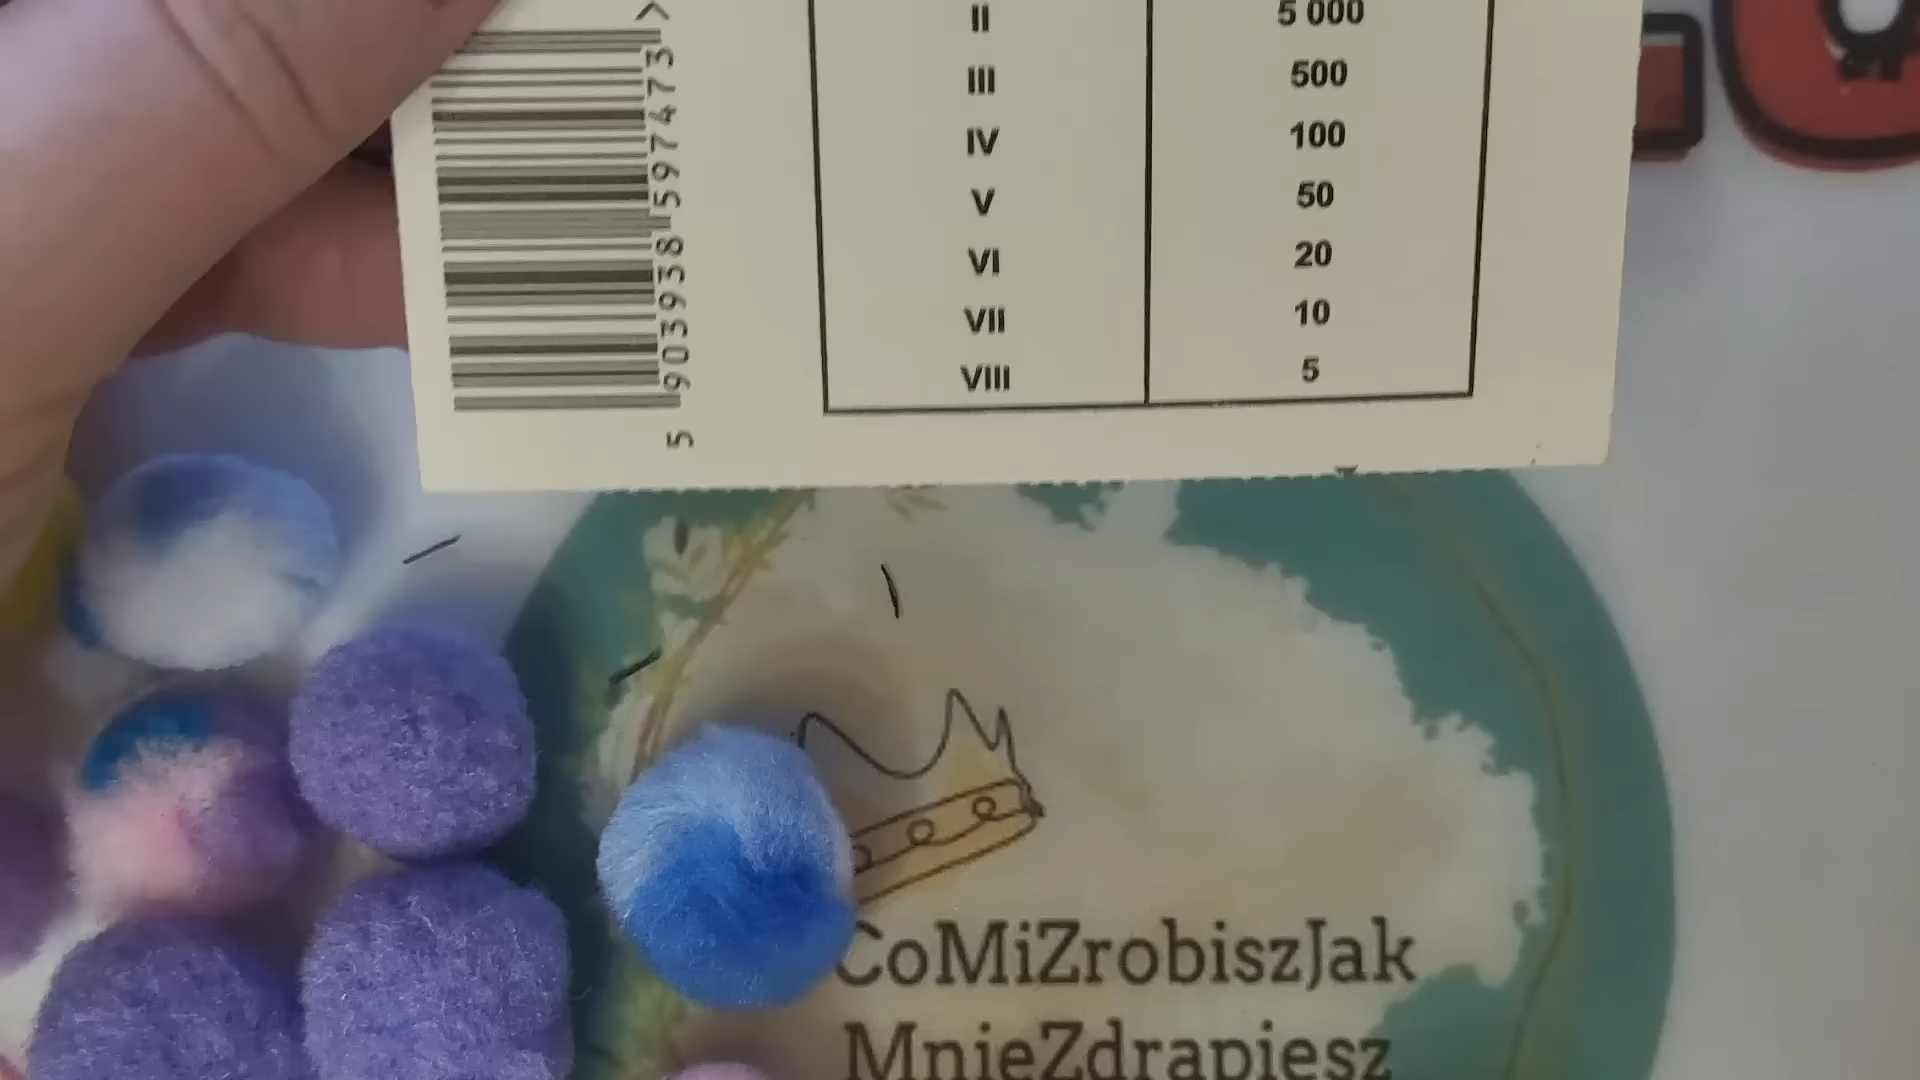 II 5 000
III 500
IV 100
V 50
VI 20
VII 10
VIII 5
5 903938 597473 >
CoMiZrobiszJak
MnieZdrapiesz